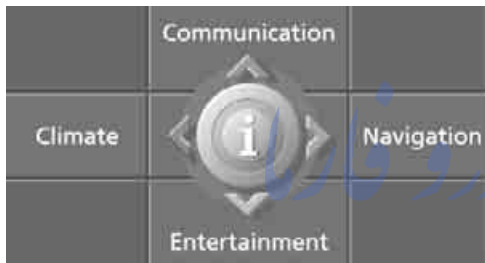 Communication
Climate
i
Navigation
Entertainment